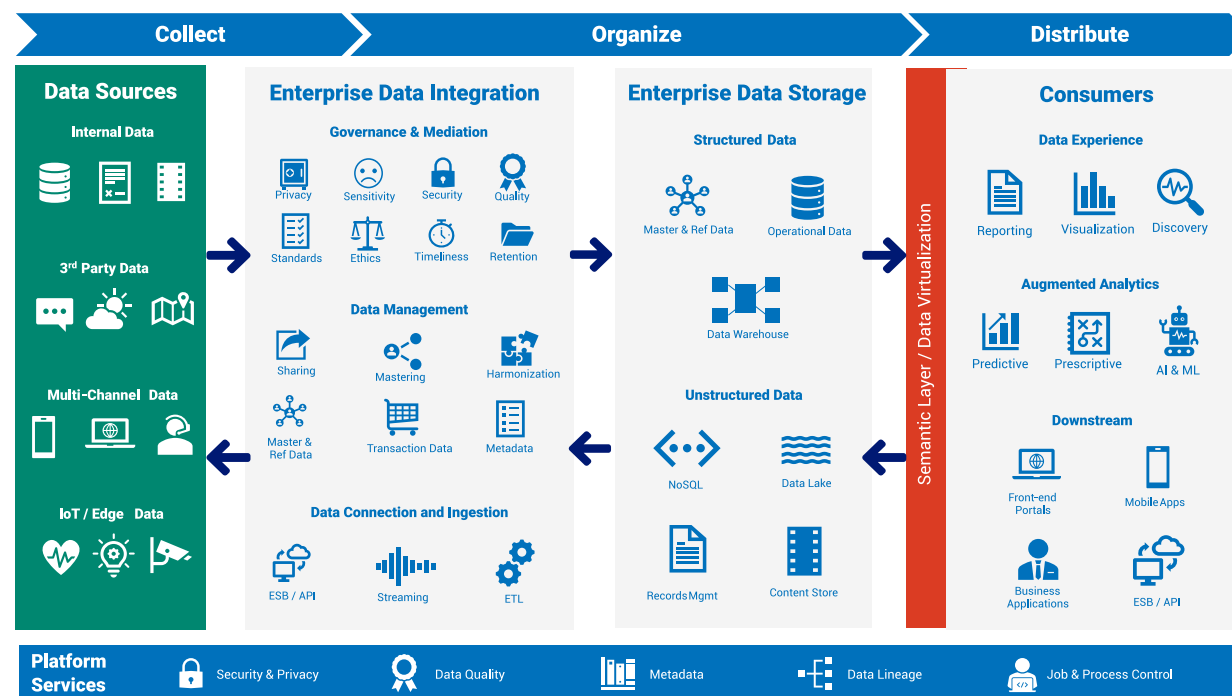 Collect
Organize
Distribute
Data Sources
Internal Data
3rd Party Data
Multi-Channel Data
IoT / Edge Data
Enterprise Data Integration
Governance & Mediation
Privacy
Sensitivity
Security
Quality
Standards
Ethics
Timeliness
Retention
Data Management
Sharing
Mastering
Harmonization
Master &
Ref Data
Transaction Data
Metadata
Data Connection and Ingestion
ESB / API
Streaming
ETL
Enterprise Data Storage
Structured Data
Master & Ref Data
Operational Data
Data Warehouse
Unstructured Data
NoSQL
Data Lake
Records Mgmt
Content Store
Semantic Layer / Data Virtualization
Consumers
Data Experience
Reporting
Visualization
Discovery
Augmented Analytics
Predictive
Prescriptive
AI & ML
Downstream
Front-end
Portals
Mobile Apps
Business
Applications
ESB / API
Platform
Services
Security & Privacy
Data Quality
Metadata
Data Lineage
Job & Process Control